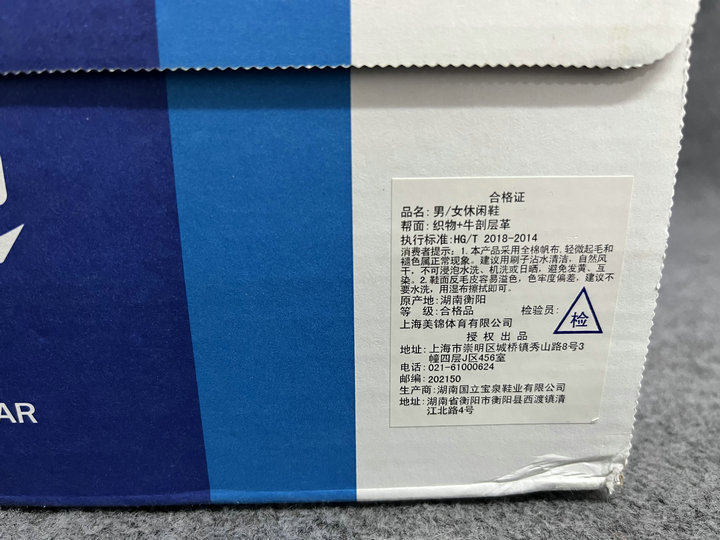 合格证
品名: 男/女休闲鞋
帮面: 织物+牛剖层革
执行标准:HG/T 2018-2014
消费者提示: 1.本产品采用全棉帆布,轻微起毛和
褪色属正常现象。建议用刷子沾水清洁, 自然风
干, 不可浸泡水洗、机洗或日晒, 避免发黄、互
染。2.鞋面反毛皮容易溢色, 色牢度偏差, 建议不
要水洗, 用湿布擦拭即可。
原产地:湖南衡阳
等 级:合格品 检验员:
检
上海美锦体育有限公司
授 权 出 品
地址: 上海市崇明区城桥镇秀山路8号3
幢四层J区456室
电话: 021-61000624
邮编: 202150
生产商: 湖南国立宝泉鞋业有限公司
地址: 湖南省衡阳市衡阳县西渡镇清
江北路4号
AR